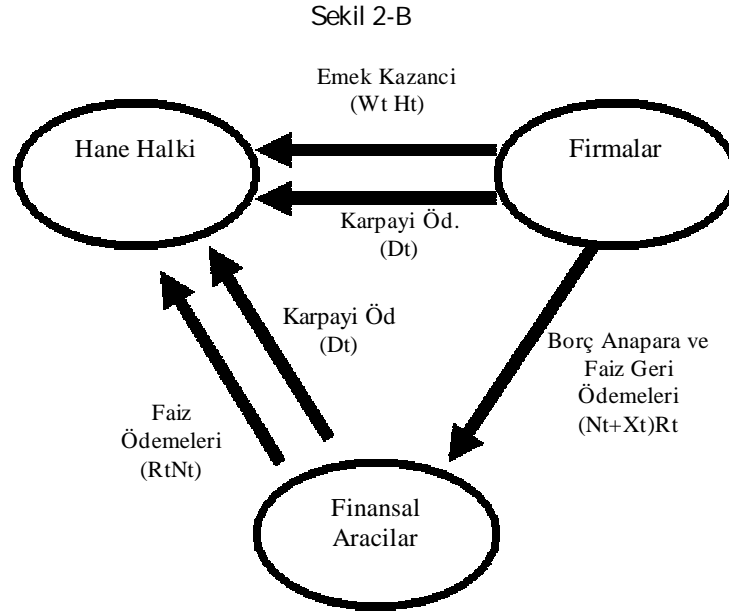 Sekil 2-B
Emek Kazanci
(Wt Ht)
Hane Halki
Firmalar
Karpayi Öd.
(Dt)
Karpayi Öd
(Dt)
Borç Anapara ve
Faiz Geri
Ödemeleri
(Nt+Xt)Rt
Faiz
Ödemeleri
(RtNt)
Finansal
Aracilar